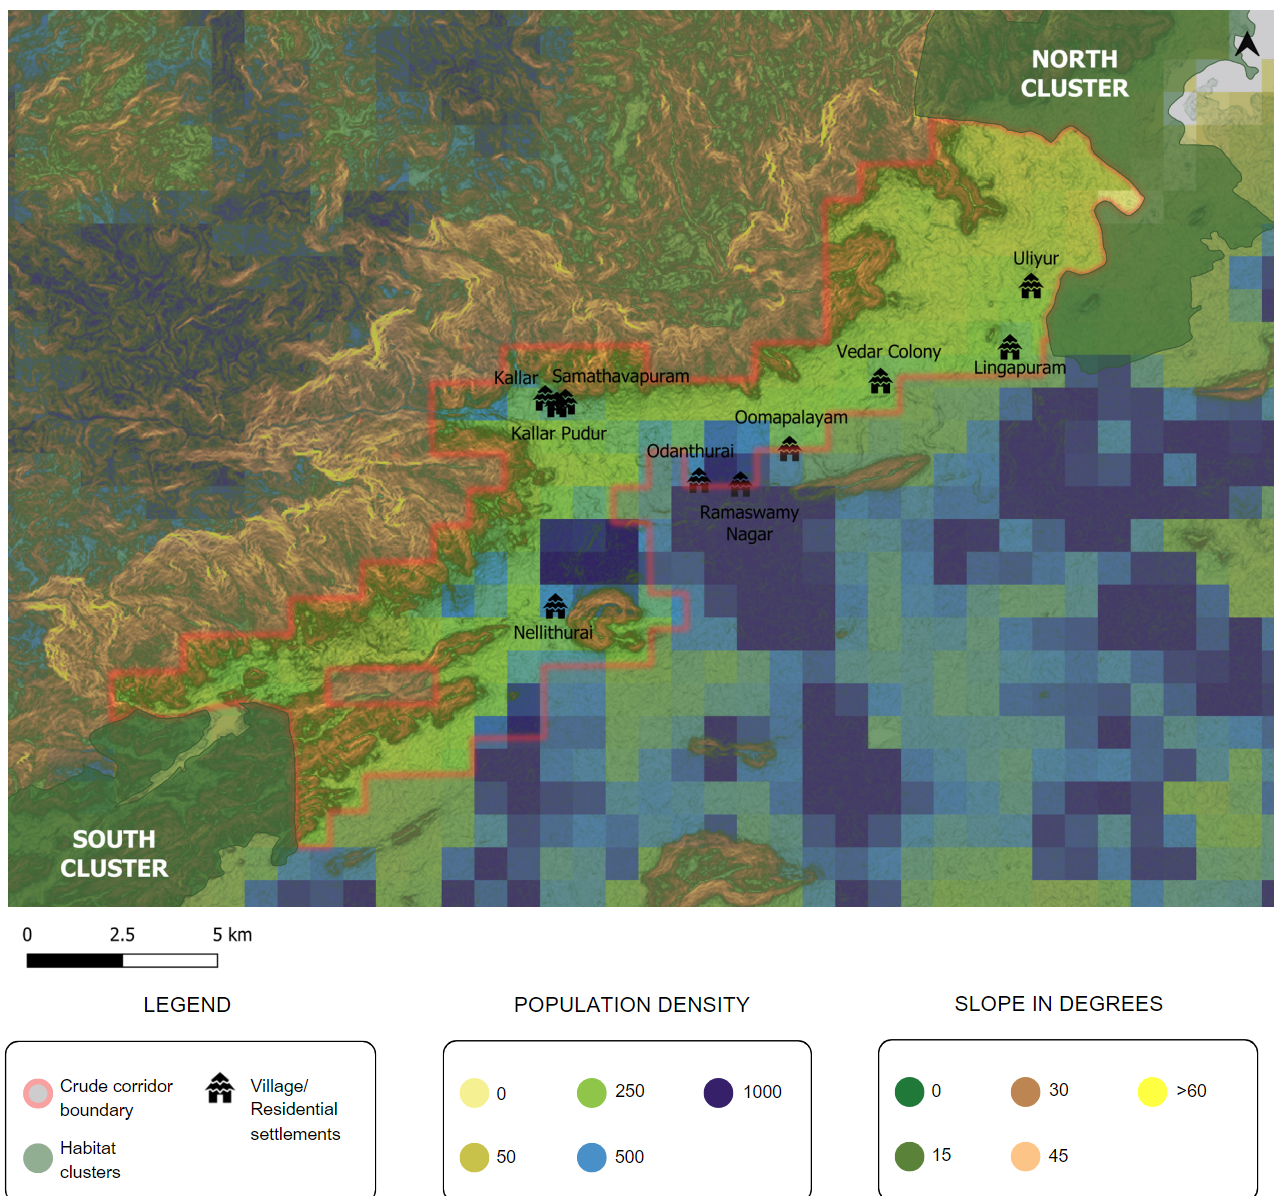 NORTH
CLUSTER
Uliyur
Vedar Colony
Lingapuram
Kallar
Samathavapuram
Oomapalayam
Kallar Pudur
Odanthurai
Ramaswamy
Nagar
Nellithurai
SOUTH
CLUSTER
0
2.5
5 km
LEGEND
Crude corridor
boundary
Village/
Residential
settlements
Habitat
clusters
POPULATION DENSITY
0
250
1000
50
500
SLOPE IN DEGREES
0
30
>60
15
45